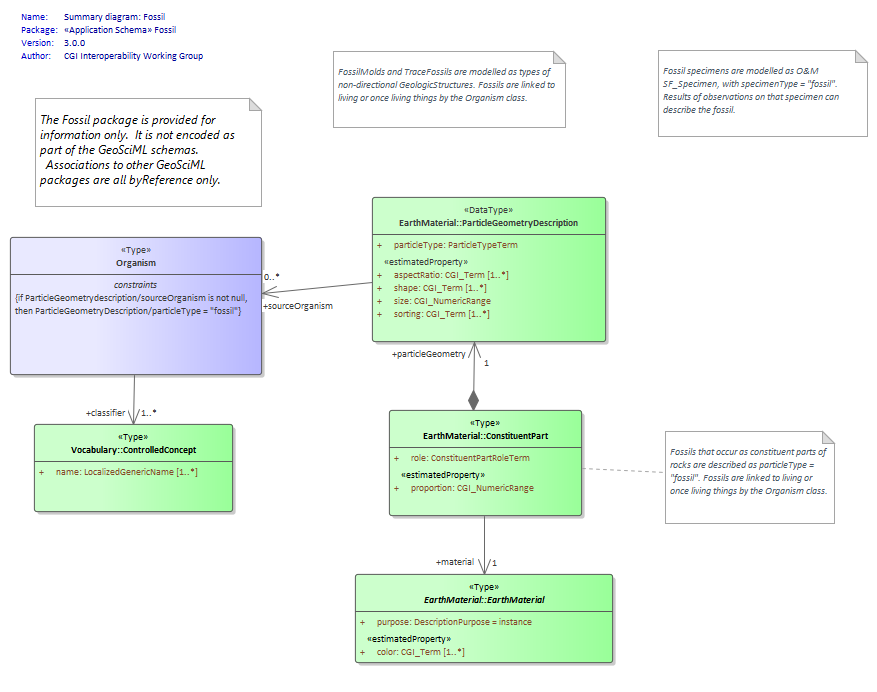 Name: Summary diagram: Fossil
Package: «Application Schema» Fossil
Version: 3.0.0
Author: CGI Interoperability Working Group
FossilMolds and TraceFossils are modelled as types of
non-directional GeologicStructures. Fossils are linked to
living or once living things by the Organism class.
Fossil specimens are modelled as O&M
SF_Specimen, with specimenType = "fossil".
Results of observations on that specimen can
describe the fossil.
The Fossil package is provided for
information only. It is not encoded as
part of the GeoSciML schemas.
Associations to other GeoSciML
packages are all byReference only.
«DataType»
EarthMaterial::ParticleGeometryDescription
+ particleType: ParticleTypeTerm
«estimatedProperty»
+ aspectRatio: CGI_Term [1..*]
+ shape: CGI_Term [1..*]
+ size: CGI_NumericRange
+ sorting: CGI_Term [1..*]
«Type»
Organism
constraints
{if ParticleGeometrydescription/sourceOrganism is not null,
then ParticleGeometryDescription/particleType = "fossil"}
0..*
+sourceOrganism
+particleGeometry
1
+classifier 1..*
«Type»
Vocabulary::ControlledConcept
+ name: LocalizedGenericName [1..*]
«Type»
EarthMaterial::ConstituentPart
+ role: ConstituentPartRoleTerm
«estimatedProperty»
+ proportion: CGI_NumericRange
Fossils that occur as constituent parts of
rocks are described as particleType =
"fossil". Fossils are linked to living or
once living things by the Organism class.
+material 1
«Type»
EarthMaterial::EarthMaterial
+ purpose: DescriptionPurpose = instance
«estimatedProperty»
+ color: CGI_Term [1..*]